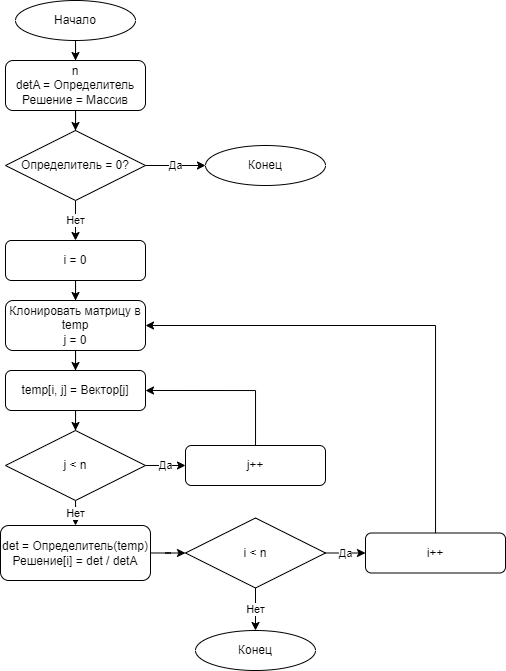 Начало
n
detA = Определитель
Решение = Массив
Определитель = 0?
Да
Конец
Нет
i = 0
Клонировать матрицу в
temp
j = 0
temp[i, j] = Вектор[j]
j < n
Да
j++
Нет
det = Определитель(temp)
Решение[i] = det / detA
i < n
Да
i++
Нет
Конец